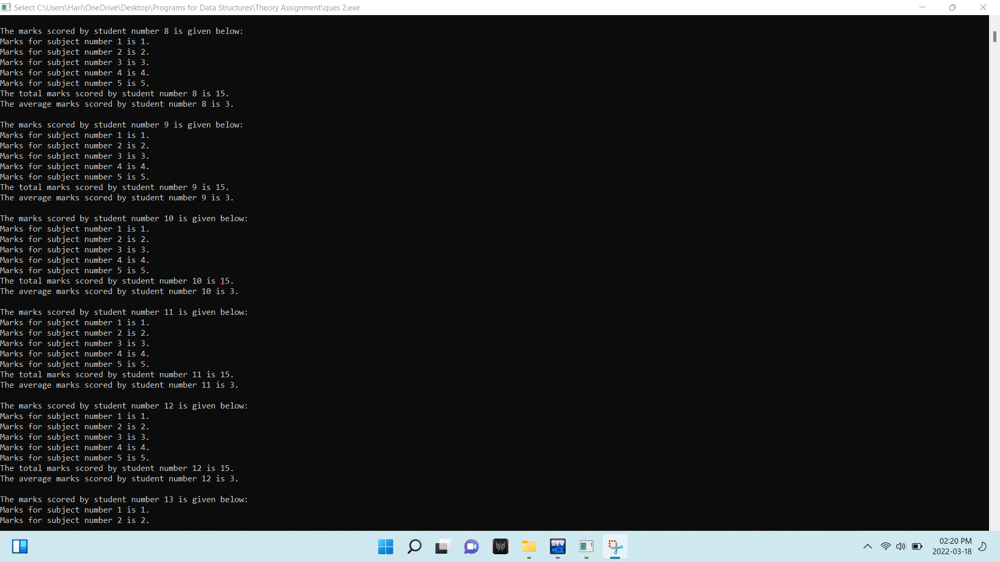 Select C:\Users\Hari\OneDrive\Desktop\Programs for Data Structures\Theory Assignment\ques 2.exe
The marks scored by student number 8 is given below:
Marks for subject number 1 is 1.
Marks for subject number 2 is 2.
Marks for subject number 3 is 3.
Marks for subject number 4 is 4.
Marks for subject number 5 is 5.
The total marks scored by student number 8 is 15.
The average marks scored by student number 8 is 3.
The marks scored by student number 9 is given below:
Marks for subject number 1 is 1.
Marks for subject number 2 is 2.
Marks for subject number 3 is 3.
Marks for subject number 4 is 4.
Marks for subject number 5 is 5.
The total marks scored by student number 9 is 15.
The average marks scored by student number 9 is 3.
The marks scored by student number 10 is given below:
Marks for subject number 1 is 1.
Marks for subject number 2 is 2.
Marks for subject number 3 is 3.
Marks for subject number 4 is 4.
Marks for subject number 5 is 5.
The total marks scored by student number 10 is 15.
The average marks scored by student number 10 is 3.
The marks scored by student number 11 is given below:
Marks for subject number 1 is 1.
Marks for subject number 2 is 2.
Marks for subject number 3 is 3.
Marks for subject number 4 is 4.
Marks for subject number 5 is 5.
The total marks scored by student number 11 is 15.
The average marks scored by student number 11 is 3.
The marks scored by student number 12 is given below:
Marks for subject number 1 is 1.
Marks for subject number 2 is 2.
Marks for subject number 3 is 3.
Marks for subject number 4 is 4.
Marks for subject number 5 is 5.
The total marks scored by student number 12 is 15.
The average marks scored by student number 12 is 3.
The marks scored by student number 13 is given below:
Marks for subject number 1 is 1.
Marks for subject number 2 is 2.
DEV
C++
02:20 PM
2022-03-18